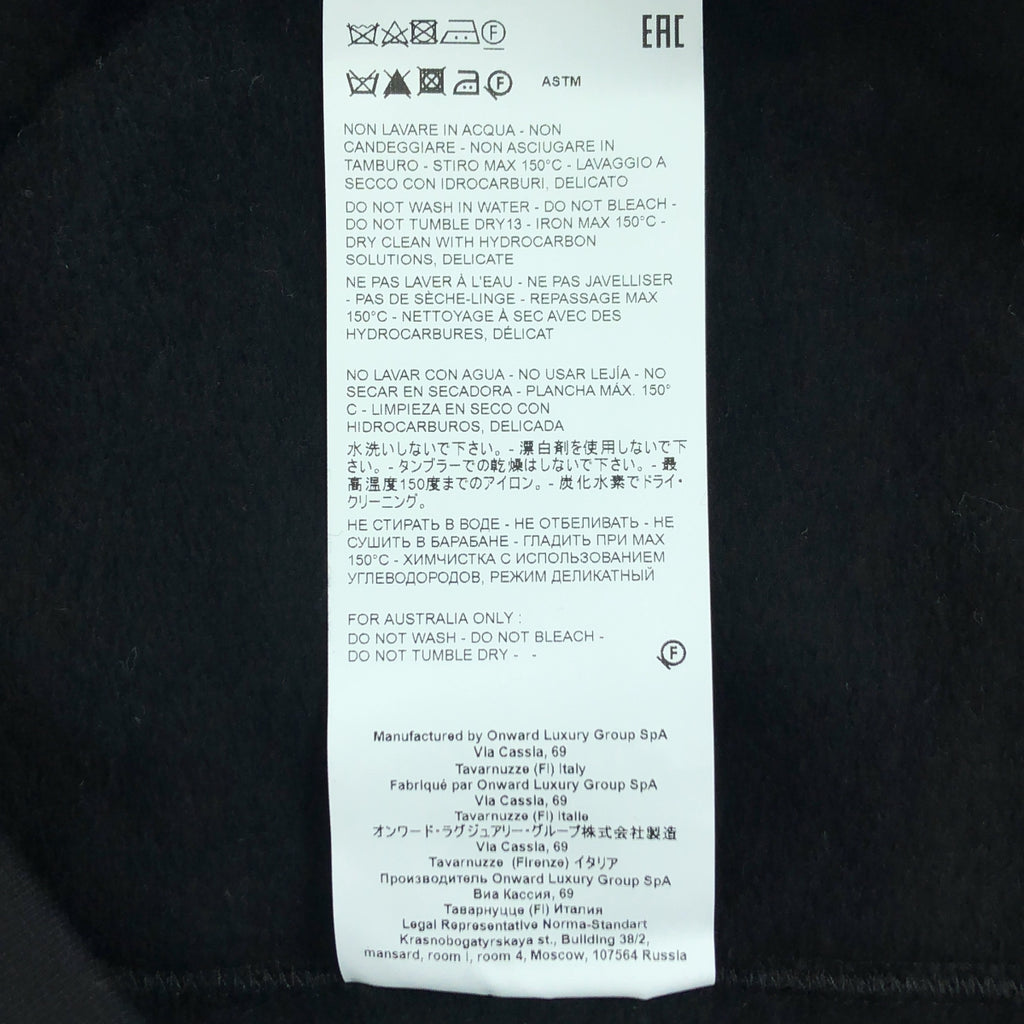 F
EAC
F ASTM
NON LAVARE IN ACQUA - NON
CANDEGGIARE - NON ASCIUGARE IN
TAMBURO - STIRO MAX 150°C - LAVAGGIO A
SECCO CON IDROCARBURI, DELICATO
DO NOT WASH IN WATER - DO NOT BLEACH -
DO NOT TUMBLE DRY13 - IRON MAX 150°C -
DRY CLEAN WITH HYDROCARBON
SOLUTIONS, DELICATE
NE PAS LAVER À L'EAU - NE PAS JAVELLISER
- PAS DE SÈCHE-LINGE - REPASSAGE MAX
150°C - NETTOYAGE À SEC AVEC DES
HYDROCARBURES, DÉLICAT
NO LAVAR CON AGUA - NO USAR LEJÍA - NO
SECAR EN SECADORA - PLANCHA MÁX. 150°
C - LIMPIEZA EN SECO CON
HIDROCARBUROS, DELICADA
水洗いしないで下さい。- 漂白剤を使用しないで下
さい。- タンブラーでの乾燥はしないで下さい。- 最
高温度150度までのアイロン。- 炭化水素でドライ・
クリーニング。
НЕ СТИРАТЬ В ВОДЕ - НЕ ОТБЕЛИВАТЬ - НЕ
СУШИТЬ В БАРАБАНЕ - ГЛАДИТЬ ПРИ MAX
150°C - ХИМЧИСТКА С ИСПОЛЬЗОВАНИЕМ
УГЛЕВОДОРОДОВ, РЕЖИМ ДЕЛИКАТНЫЙ
FOR AUSTRALIA ONLY :
DO NOT WASH - DO NOT BLEACH -
DO NOT TUMBLE DRY - -
F
Manufactured by Onward Luxury Group SpA
Via Cassia, 69
Tavarnuzze (FI) Italy
Fabriqué par Onward Luxury Group SpA
Via Cassia, 69
Tavarnuzze (FI) Italie
オンワード・ラグジュアリー・グループ株式会社製造
Via Cassia, 69
Tavarnuzze (Firenze) イタリア
Производитель Onward Luxury Group SpA
Виа Кассия, 69
Таварнуцце (FI) Италия
Legal Representative Norma-Standart
Krasnobogatyrskaya st., Building 38/2,
mansard, room I, room 4, Moscow, 107564 Russia